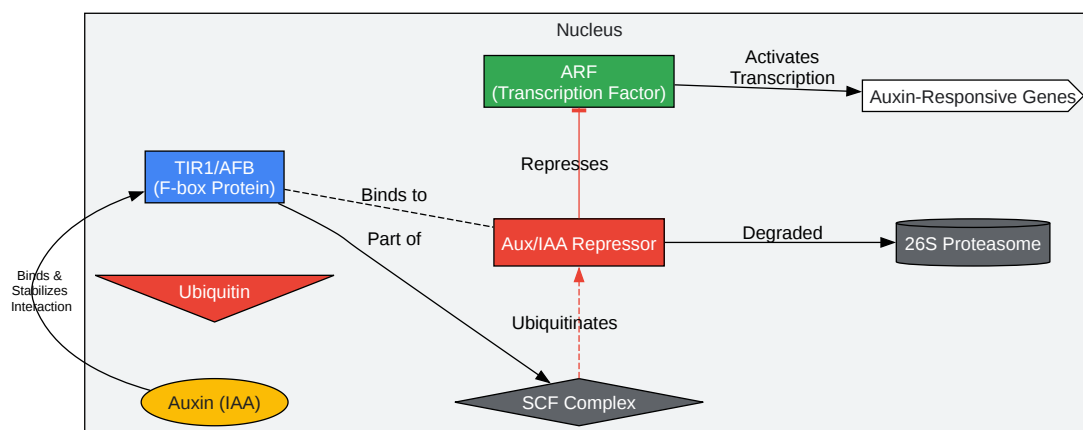 Nucleus
ARF
(Transcription Factor)
Activates
Transcription
Auxin-Responsive Genes
Represses
TIR1/AFB
(F-box Protein)
Binds to
Part of
Aux/IAA Repressor
Degraded
26S Proteasome
Binds &
Stabilizes
Interaction
Ubiquitin
Ubiquitinates
Auxin (IAA)
SCF Complex